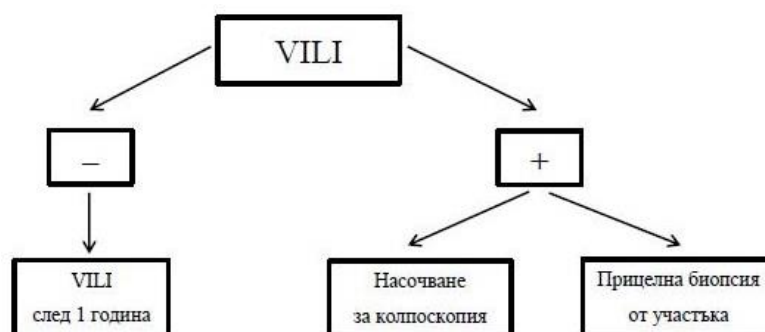 VILI
–
+
VILI
след 1 година
Насочване
за колпоскопия
Прицелна биопсия
от участъка